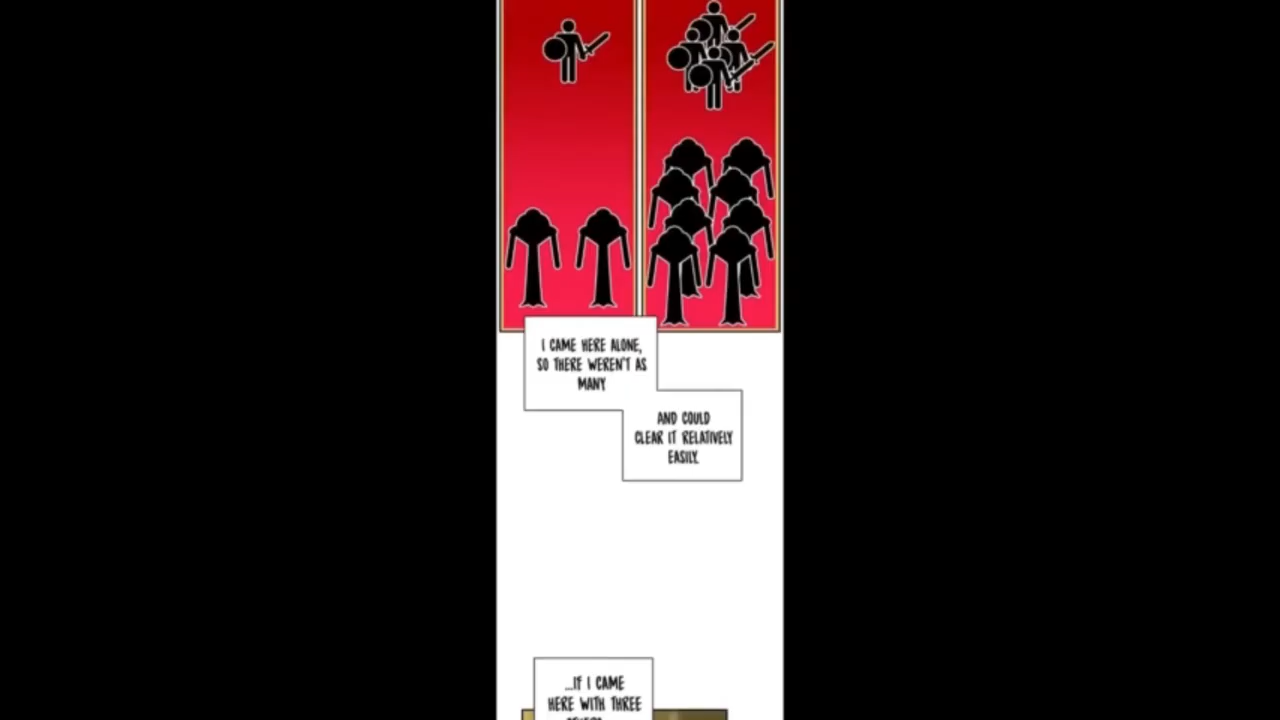 I CAME HERE ALONE,
SO THERE WEREN'T AS
MANY.
AND COULD
CLEAR IT RELATIVELY
EASILY.
...IF I CAME
HERE WITH THREE